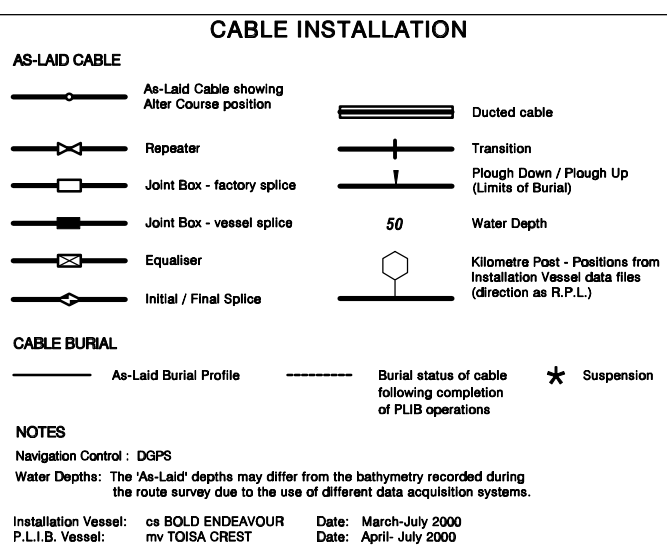 CABLE INSTALLATION
AS-LAID CABLE
As-Laid Cable showing
Alter Course position
Repeater
Joint Box - factory splice
Joint Box - vessel splice
Equaliser
Initial / Final Splice
Ducted cable
Transition
Plough Down / Plough Up
(Limits of Burial)
50
Water Depth
Kilometre Post - Positions from
Installation Vessel data files
(direction as R.P.L.)
CABLE BURIAL
As-Laid Burial Profile
Burial status of cable
following completion
of PLIB operations
Suspension
NOTES
Navigation Control : DGPS
Water Depths: The 'As-Laid' depths may differ from the bathymetry recorded during
the route survey due to the use of different data acquisition systems.
Installation Vessel: cs BOLD ENDEAVOUR Date: March-July 2000
P.L.I.B. Vessel: mv TOISA CREST Date: April- July 2000